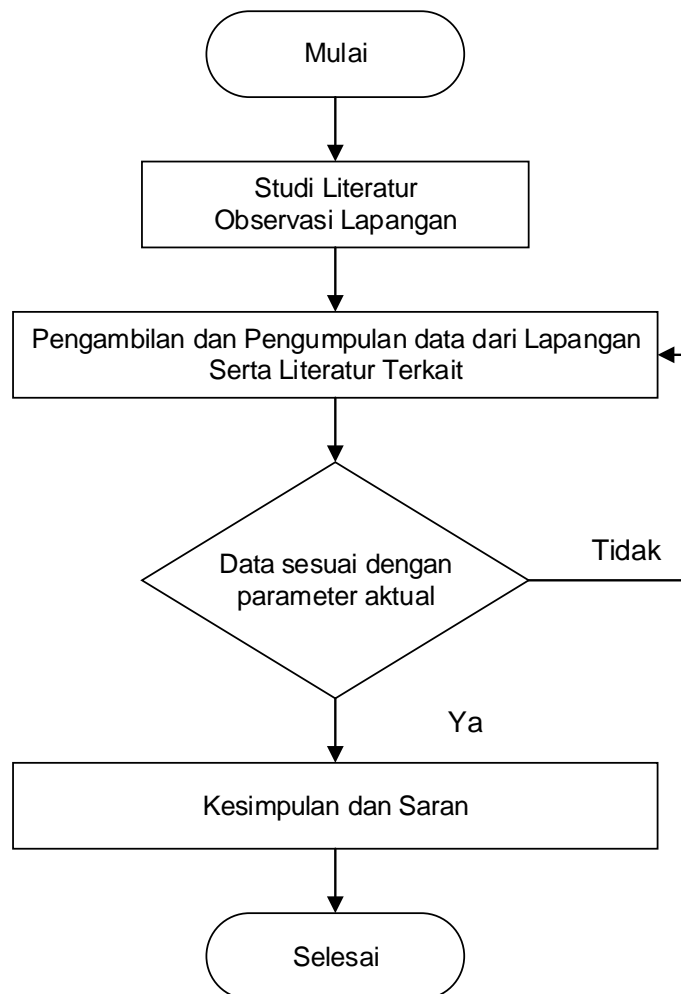 Mulai
Studi Literatur
Observasi Lapangan
Pengambilan dan Pengumpulan data dari Lapangan
Serta Literatur Terkait
Data sesuai dengan
parameter aktual
Tidak
Ya
Kesimpulan dan Saran
Selesai